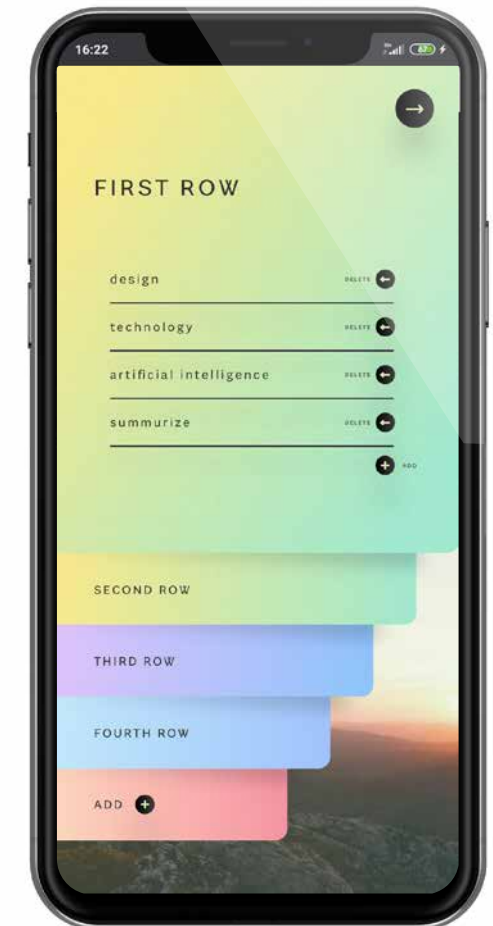 16:22
FIRST ROW
design DELETE
technology DELETE
artificial intelligence DELETE
summurize DELETE
ADD
SECOND ROW
THIRD ROW
FOURTH ROW
ADD